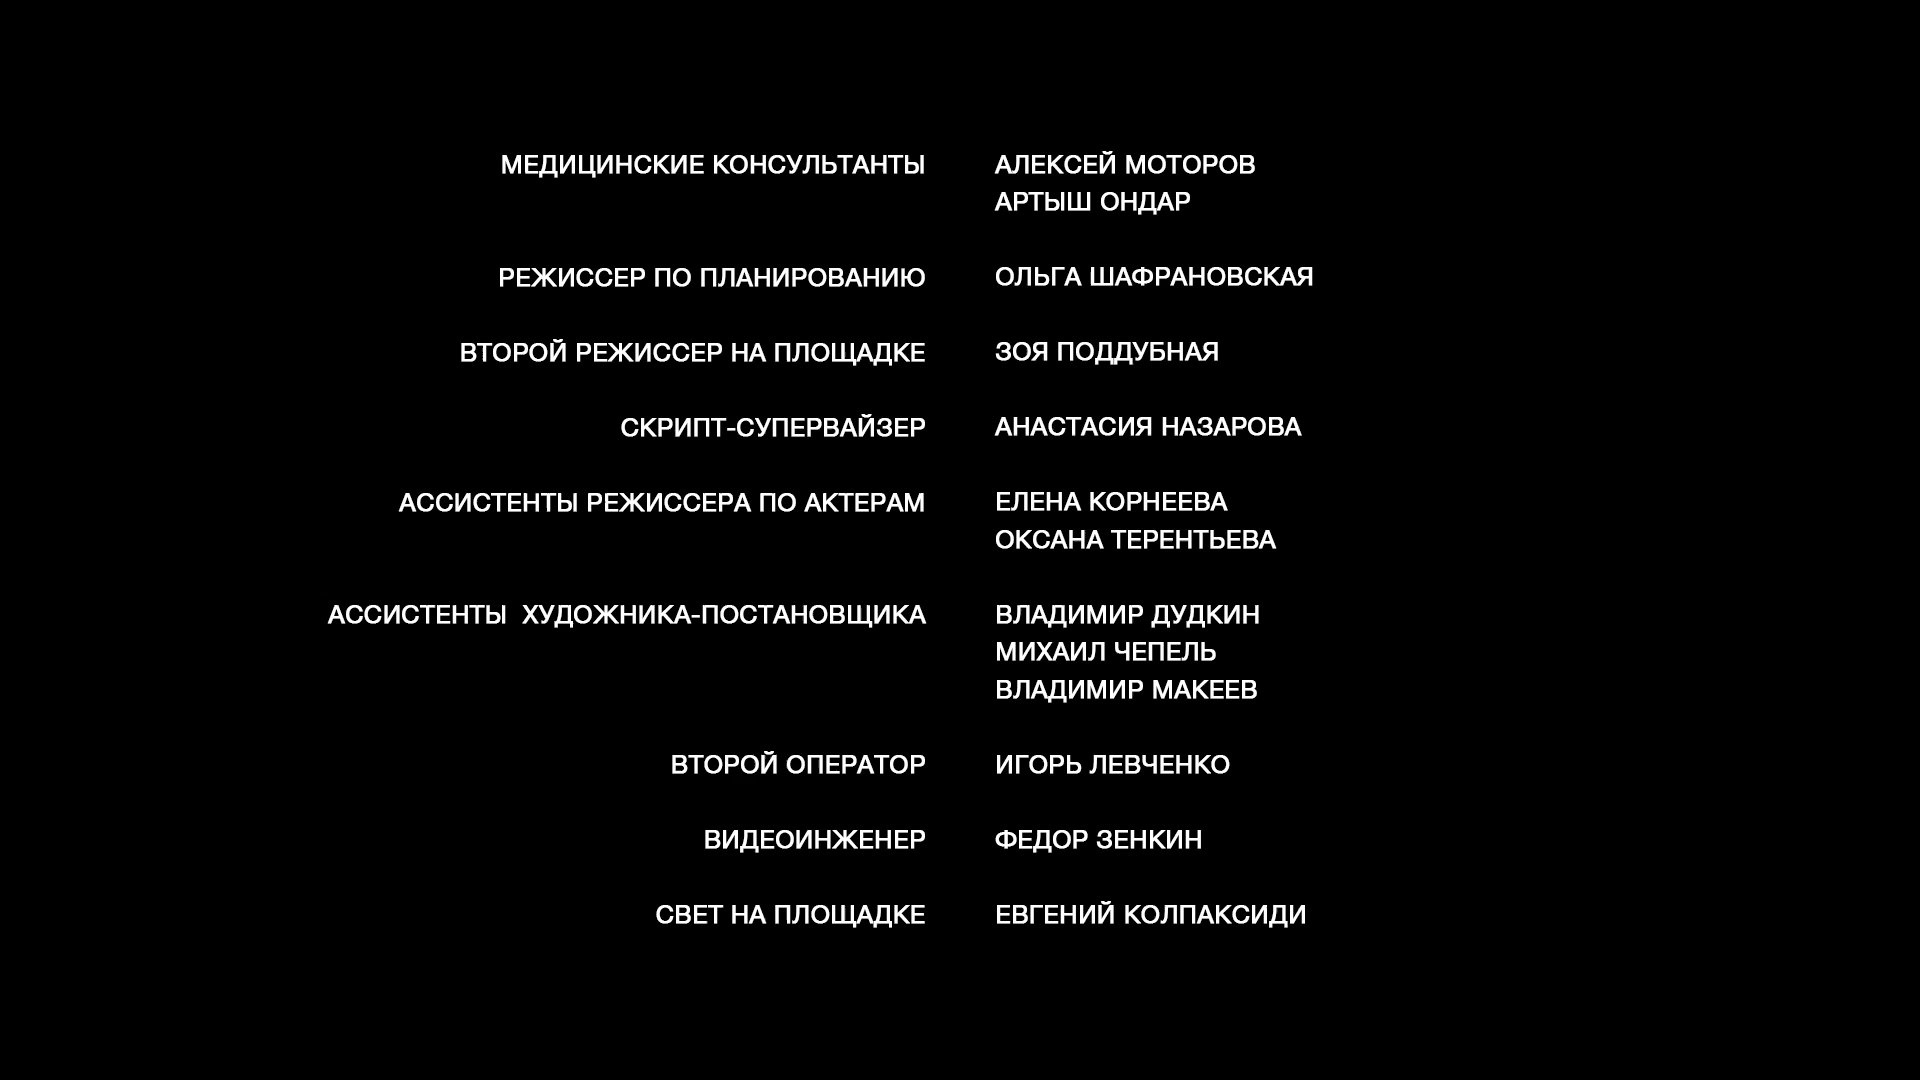 МЕДИЦИНСКИЕ КОНСУЛЬТАНТЫ АЛЕКСЕЙ МОТОРОВ
АРТЫШ ОНДАР
РЕЖИССЕР ПО ПЛАНИРОВАНИЮ ОЛЬГА ШАФРАНОВСКАЯ
ВТОРОЙ РЕЖИССЕР НА ПЛОЩАДКЕ ЗОЯ ПОДДУБНАЯ
СКРИПТ-СУПЕРВАЙЗЕР АНАСТАСИЯ НАЗАРОВА
АССИСТЕНТЫ РЕЖИССЕРА ПО АКТЕРАМ ЕЛЕНА КОРНЕЕВА
ОКСАНА ТЕРЕНТЬЕВА
АССИСТЕНТЫ ХУДОЖНИКА-ПОСТАНОВЩИКА ВЛАДИМИР ДУДКИН
МИХАИЛ ЧЕПЕЛЬ
ВЛАДИМИР МАКЕЕВ
ВТОРОЙ ОПЕРАТОР ИГОРЬ ЛЕВЧЕНКО
ВИДЕОИНЖЕНЕР ФЕДОР ЗЕНКИН
СВЕТ НА ПЛОЩАДКЕ ЕВГЕНИЙ КОЛПАКСИДИ